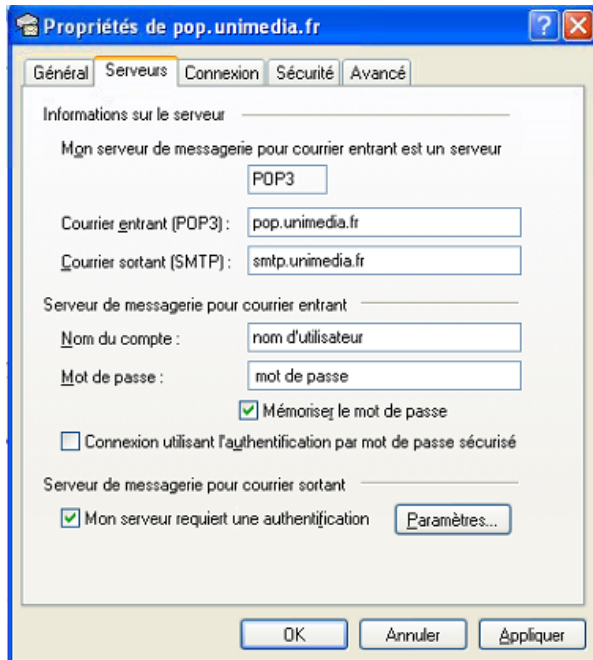 Propriétés de pop.unimedia.fr
Général Serveurs Connexion Sécurité Avancé
Informations sur le serveur
Mon serveur de messagerie pour courrier entrant est un serveur
POP3
Courrier entrant (POP3) : pop.unimedia.fr
Courrier sortant (SMTP) : smtp.unimedia.fr
Serveur de messagerie pour courrier entrant
Nom du compte : nom d'utilisateur
Mot de passe : mot de passe
Mémoriser le mot de passe
Connexion utilisant l'authentification par mot de passe sécurisé
Serveur de messagerie pour courrier sortant
Mon serveur requiert une authentification Paramètres...
OK Annuler Appliquer